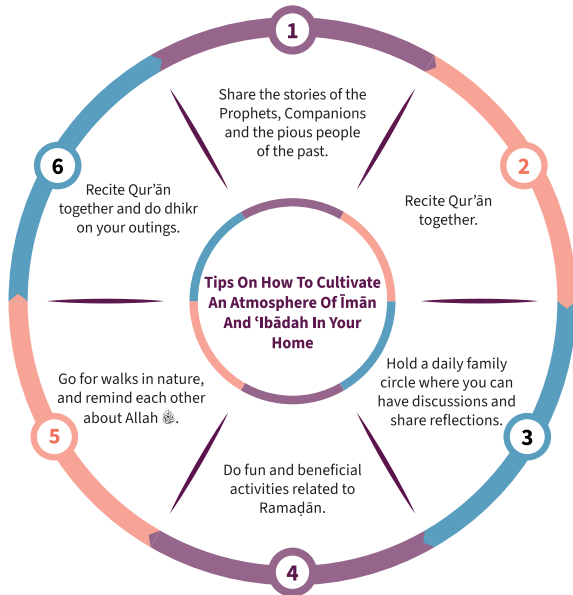 1
Share the stories of the
Prophets, Companions
and the pious people
of the past.
2
Recite Qur’ān
together.
3
Hold a daily family
circle where you can
have discussions and
share reflections.
4
Do fun and beneficial
activities related to
Ramaḍān.
5
Go for walks in nature,
and remind each other
about Allah ﷻ.
6
Recite Qur’ān
together and do dhikr
on your outings.
Tips On How To Cultivate
An Atmosphere Of Īmān
And ʿIbādah In Your
Home